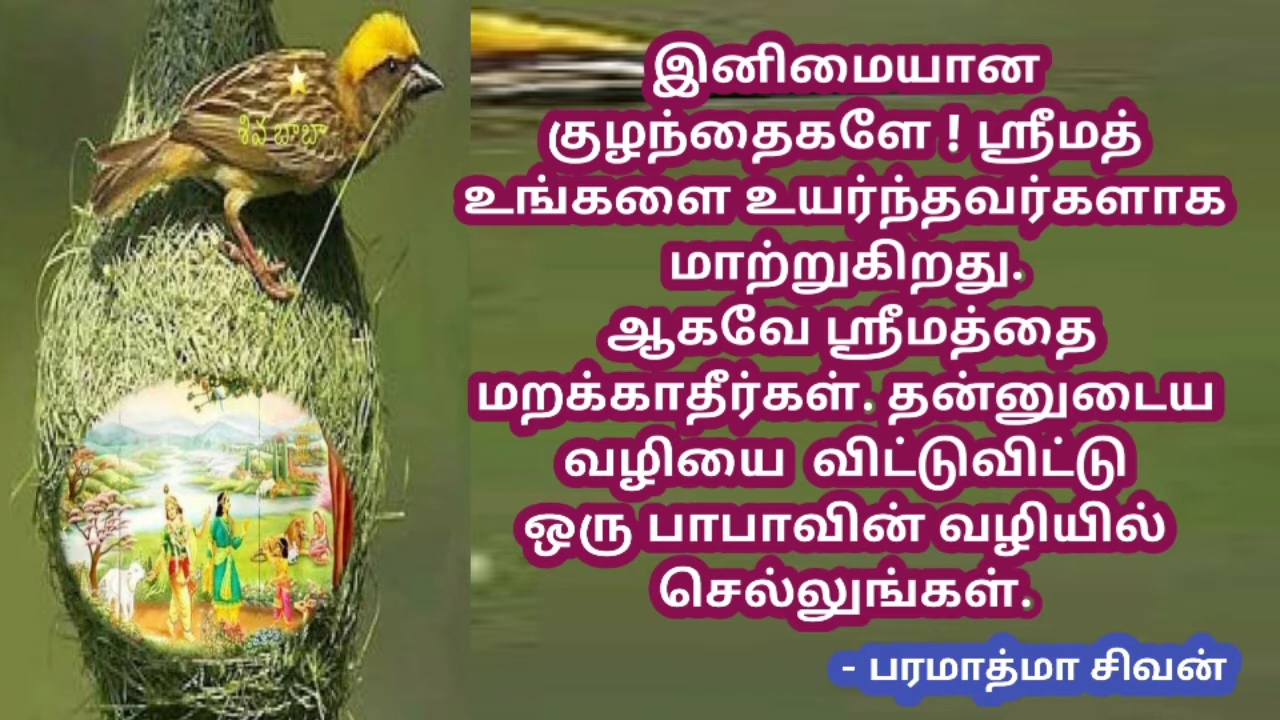 சிவ பாபா
இனிமையான
குழந்தைகளே ! ஸ்ரீமத்
உங்களை உயர்ந்தவர்களாக
மாற்றுகிறது.
ஆகவே ஸ்ரீமத்தை
மறக்காதீர்கள். தன்னுடைய
வழியை விட்டுவிட்டு
ஒரு பாபாவின் வழியில்
செல்லுங்கள்.
- பரமாத்மா சிவன்